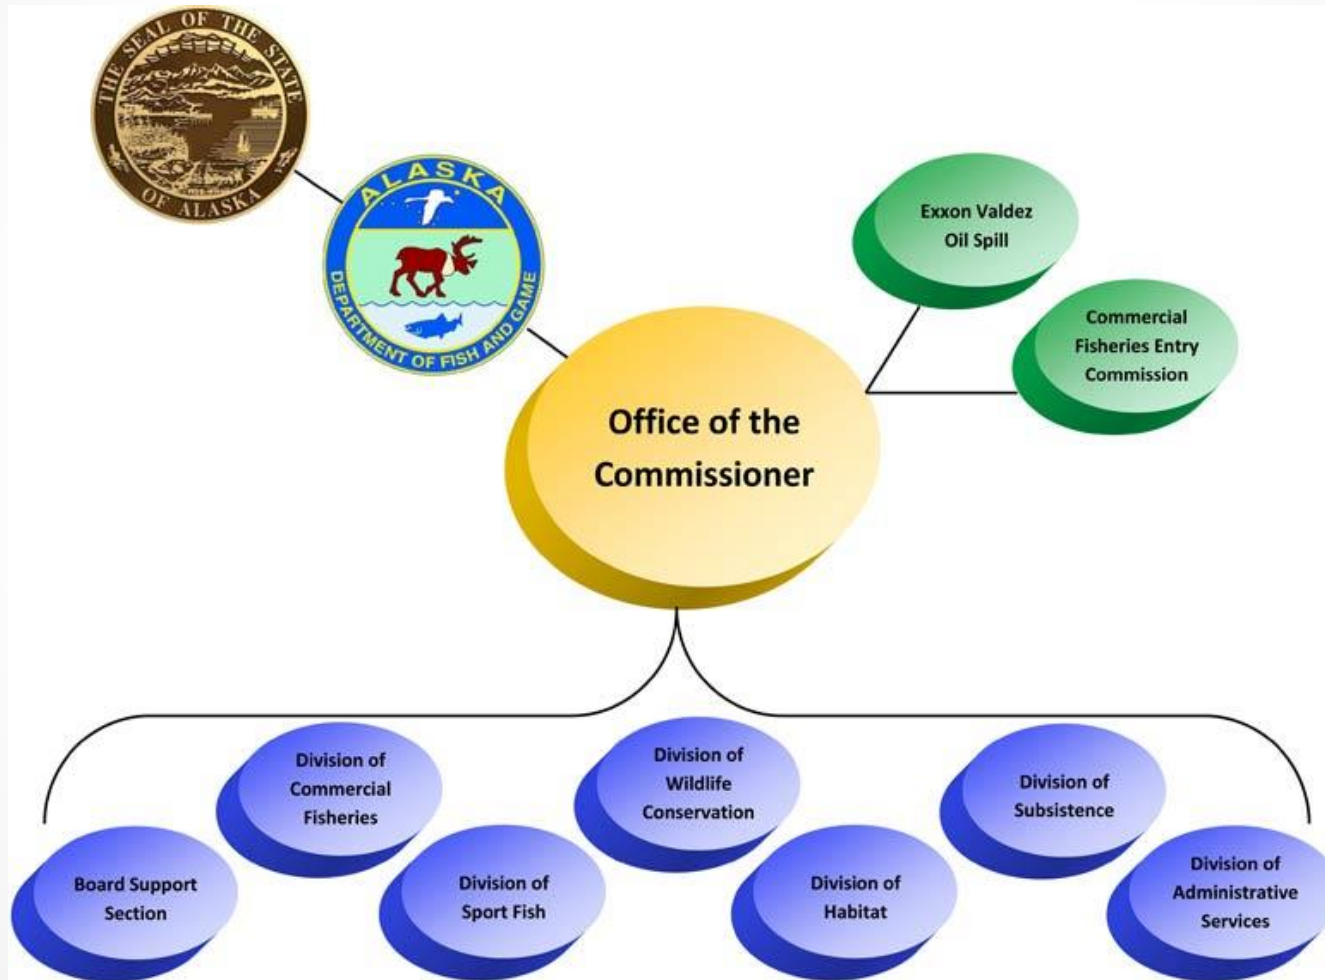 THE SEAL OF THE STATE
OF ALASKA
ALASKA
DEPARTMENT OF FISH AND GAME
Exxon Valdez
Oil Spill
Commercial
Fisheries Entry
Commission
Office of the
Commissioner
Division of
Commercial
Fisheries
Division of
Wildlife
Conservation
Division of
Subsistence
Board Support
Section
Division of
Sport Fish
Division of
Habitat
Division of
Administrative
Services